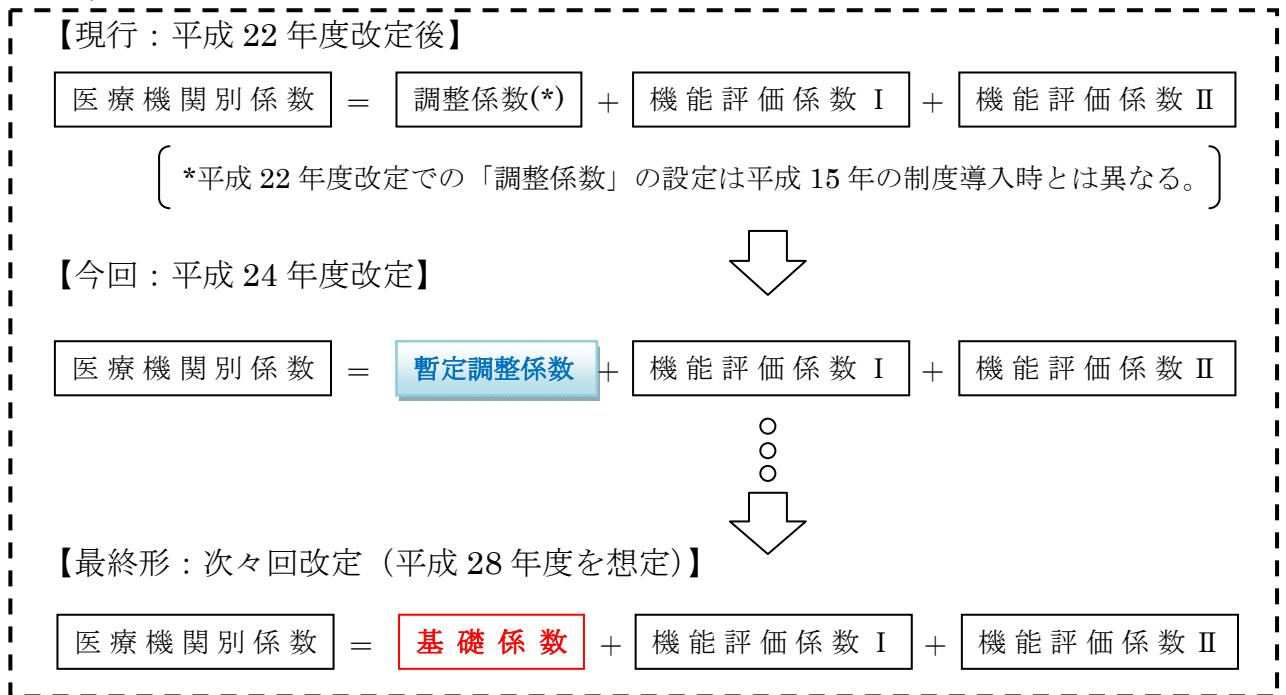 【現行：平成 22 年度改定後】
医療機関別係数 ＝ 調整係数(*) ＋ 機能評価係数 Ⅰ ＋ 機能評価係数 Ⅱ
*平成 22 年度改定での「調整係数」の設定は平成 15 年の制度導入時とは異なる。
【今回：平成 24 年度改定】
医療機関別係数 ＝ 暫定調整係数 ＋ 機能評価係数 Ⅰ ＋ 機能評価係数 Ⅱ
【最終形：次々回改定（平成 28 年度を想定）】
医療機関別係数 ＝ 基礎係数 ＋ 機能評価係数 Ⅰ ＋ 機能評価係数 Ⅱ